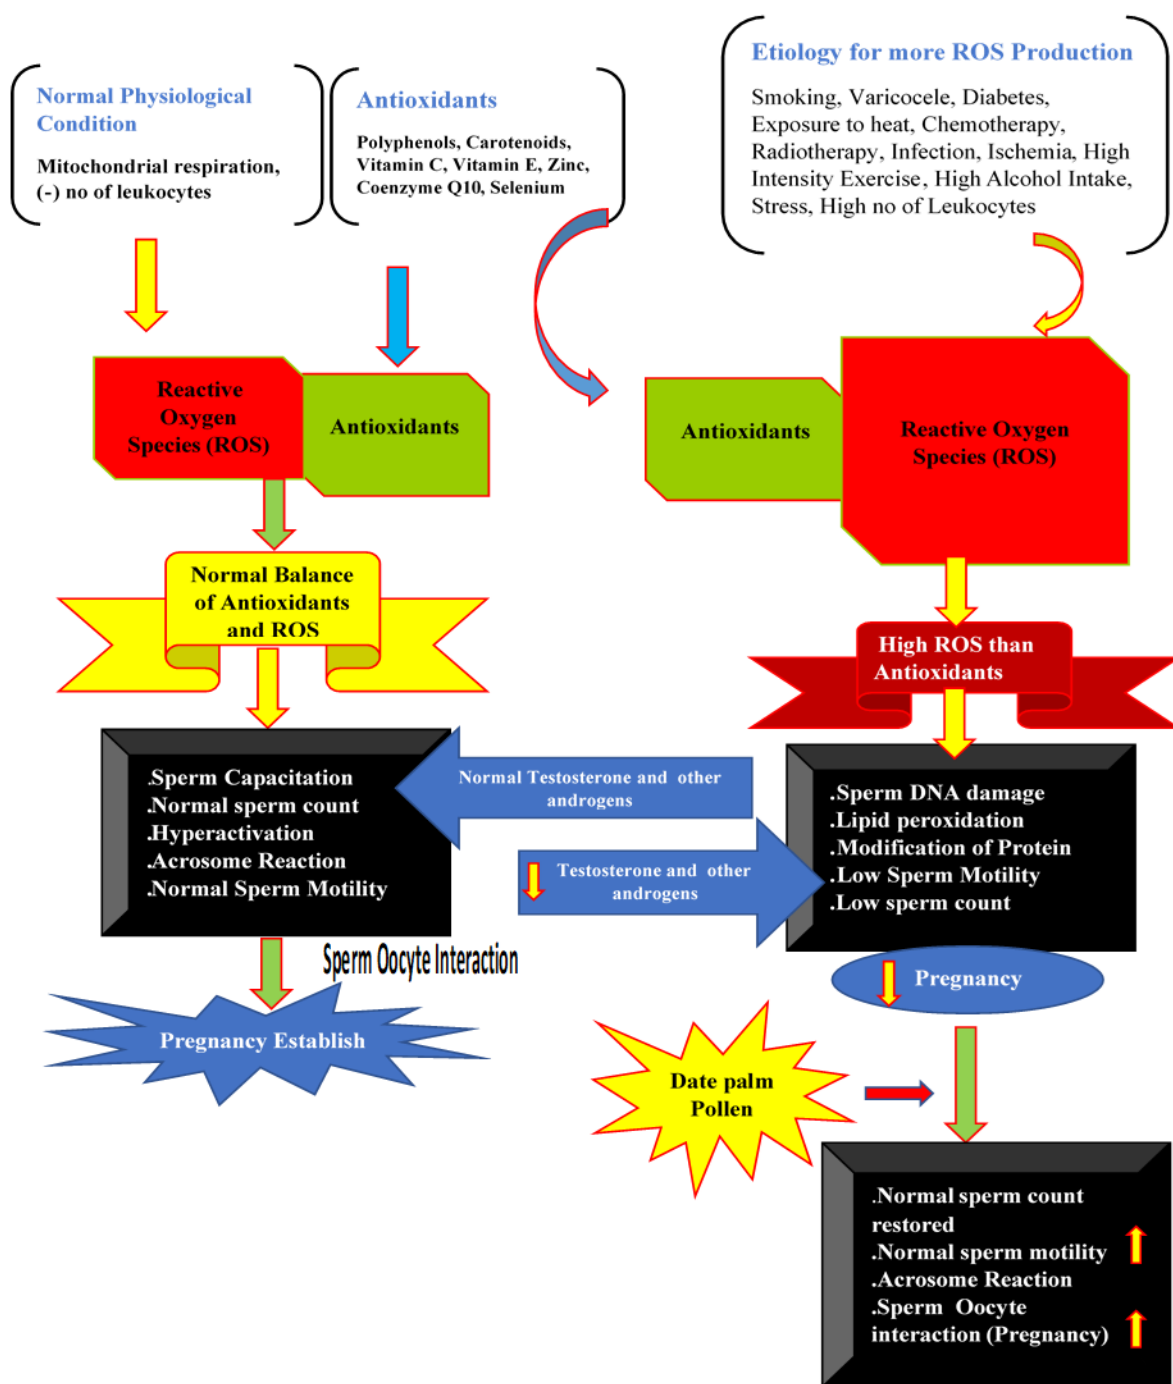 Normal Physiological
Condition
Mitochondrial respiration,
(-) no of leukocytes
Antioxidants
Polyphenols, Carotenoids,
Vitamin C, Vitamin E, Zinc,
Coenzyme Q10, Selenium
Etiology for more ROS Production
Smoking, Varicocele, Diabetes,
Exposure to heat, Chemotherapy,
Radiotherapy, Infection, Ischemia, High
Intensity Exercise, High Alcohol Intake,
Stress, High no of Leukocytes
Reactive
Oxygen
Species (ROS)
Antioxidants
Antioxidants
Reactive Oxygen
Species (ROS)
Normal Balance
of Antioxidants
and ROS
High ROS than
Antioxidants
.Sperm Capacitation
.Normal sperm count
.Hyperactivation
.Acrosome Reaction
.Normal Sperm Motility
Normal Testosterone and other
androgens
Testosterone and other
androgens
.Sperm DNA damage
.Lipid peroxidation
.Modification of Protein
.Low Sperm Motility
.Low sperm count
Sperm Oocyte Interaction
Pregnancy Establish
Pregnancy
Date palm
Pollen
.Normal sperm count
restored
.Normal sperm motility
.Acrosome Reaction
.Sperm Oocyte
interaction (Pregnancy)